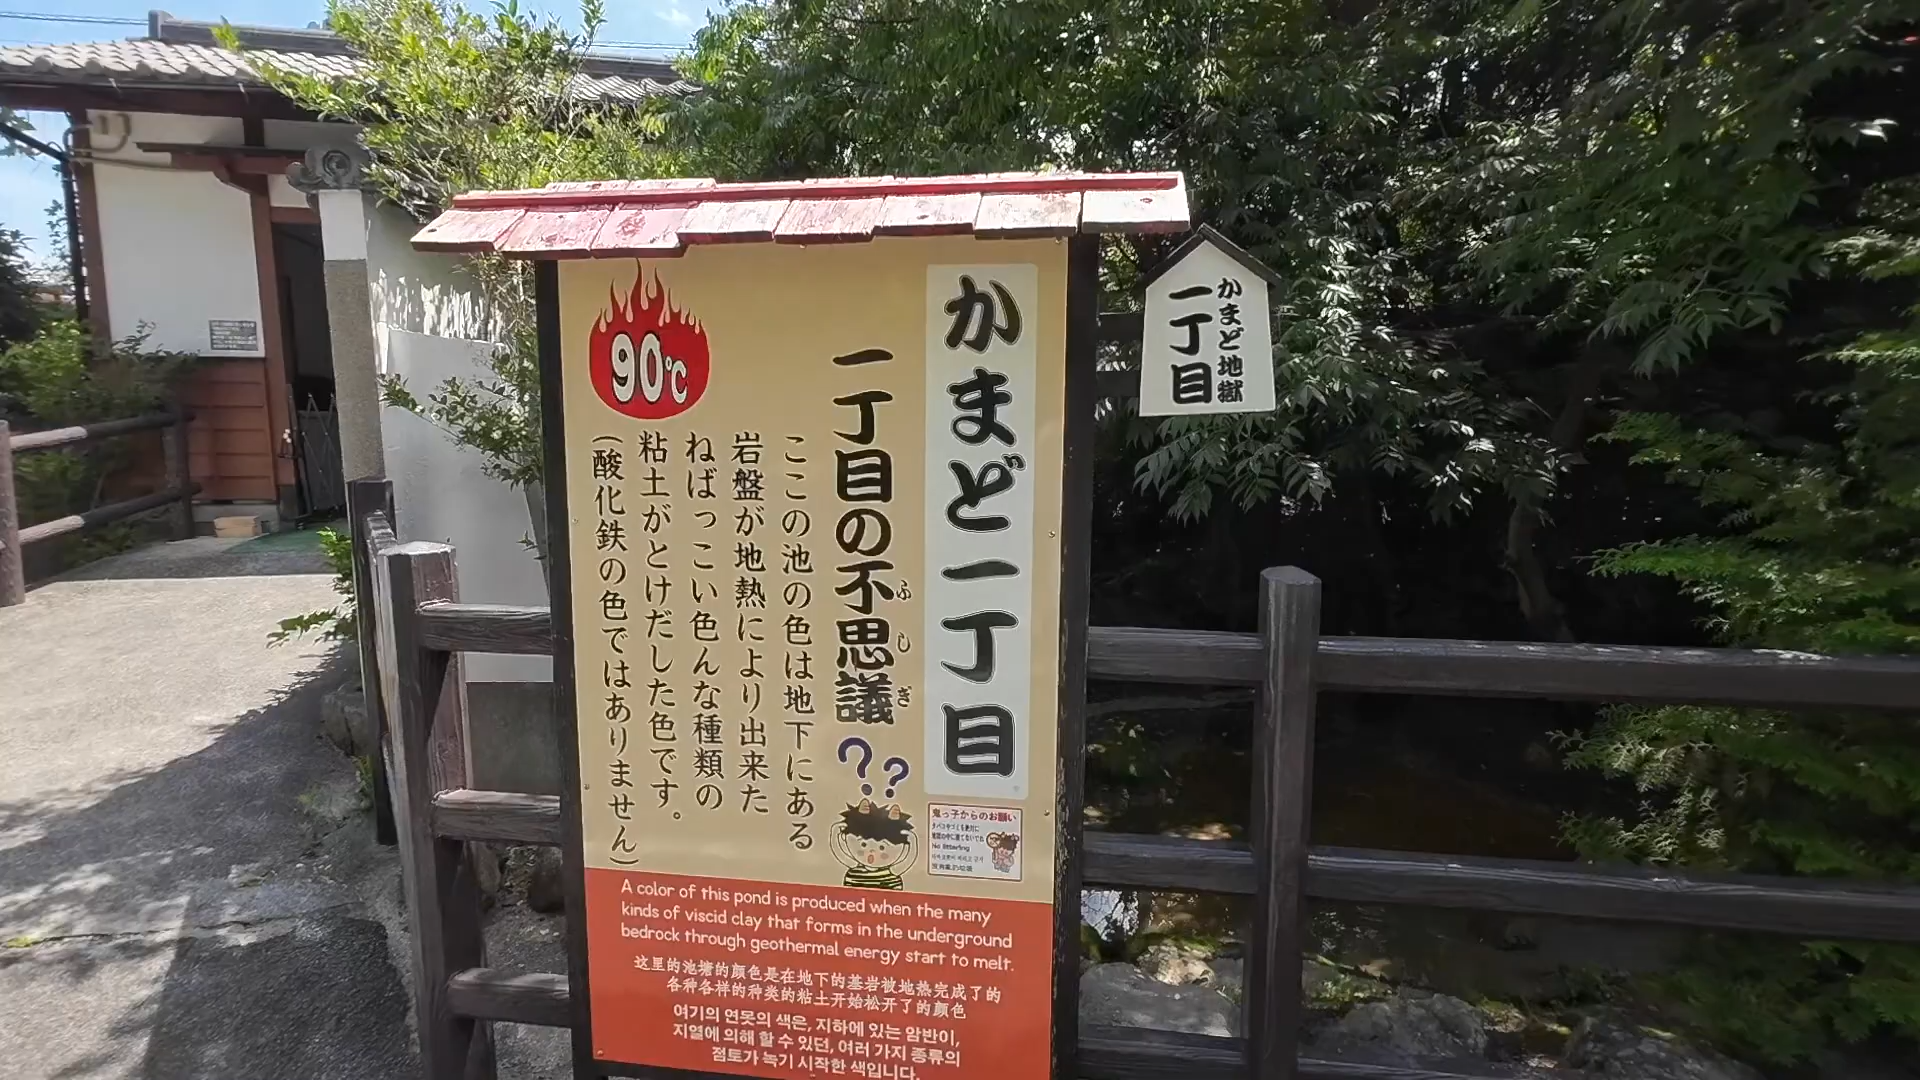 かまど一丁目
一丁目の不思議
ふしぎ
??
90℃
ここの池の色は地下にある
岩盤が地熱により出来た
ねばっこい色んな種類の
粘土がとけだした色です。
(酸化鉄の色ではありません)
鬼っ子からのお願い
No littering
A color of this pond is produced when the many
kinds of viscid clay that forms in the underground
bedrock through geothermal energy start to melt.
这里的池塘的颜色是在地下的基岩被地热完成了的
各种各样的种类的粘土开始松开了的颜色
여기의 연못의 색은, 지하에 있는 암반이,
지열에 의해 할 수 있던, 여러 가지 종류의
점토가 녹기 시작한 색입니다.
かまど地獄
一丁目